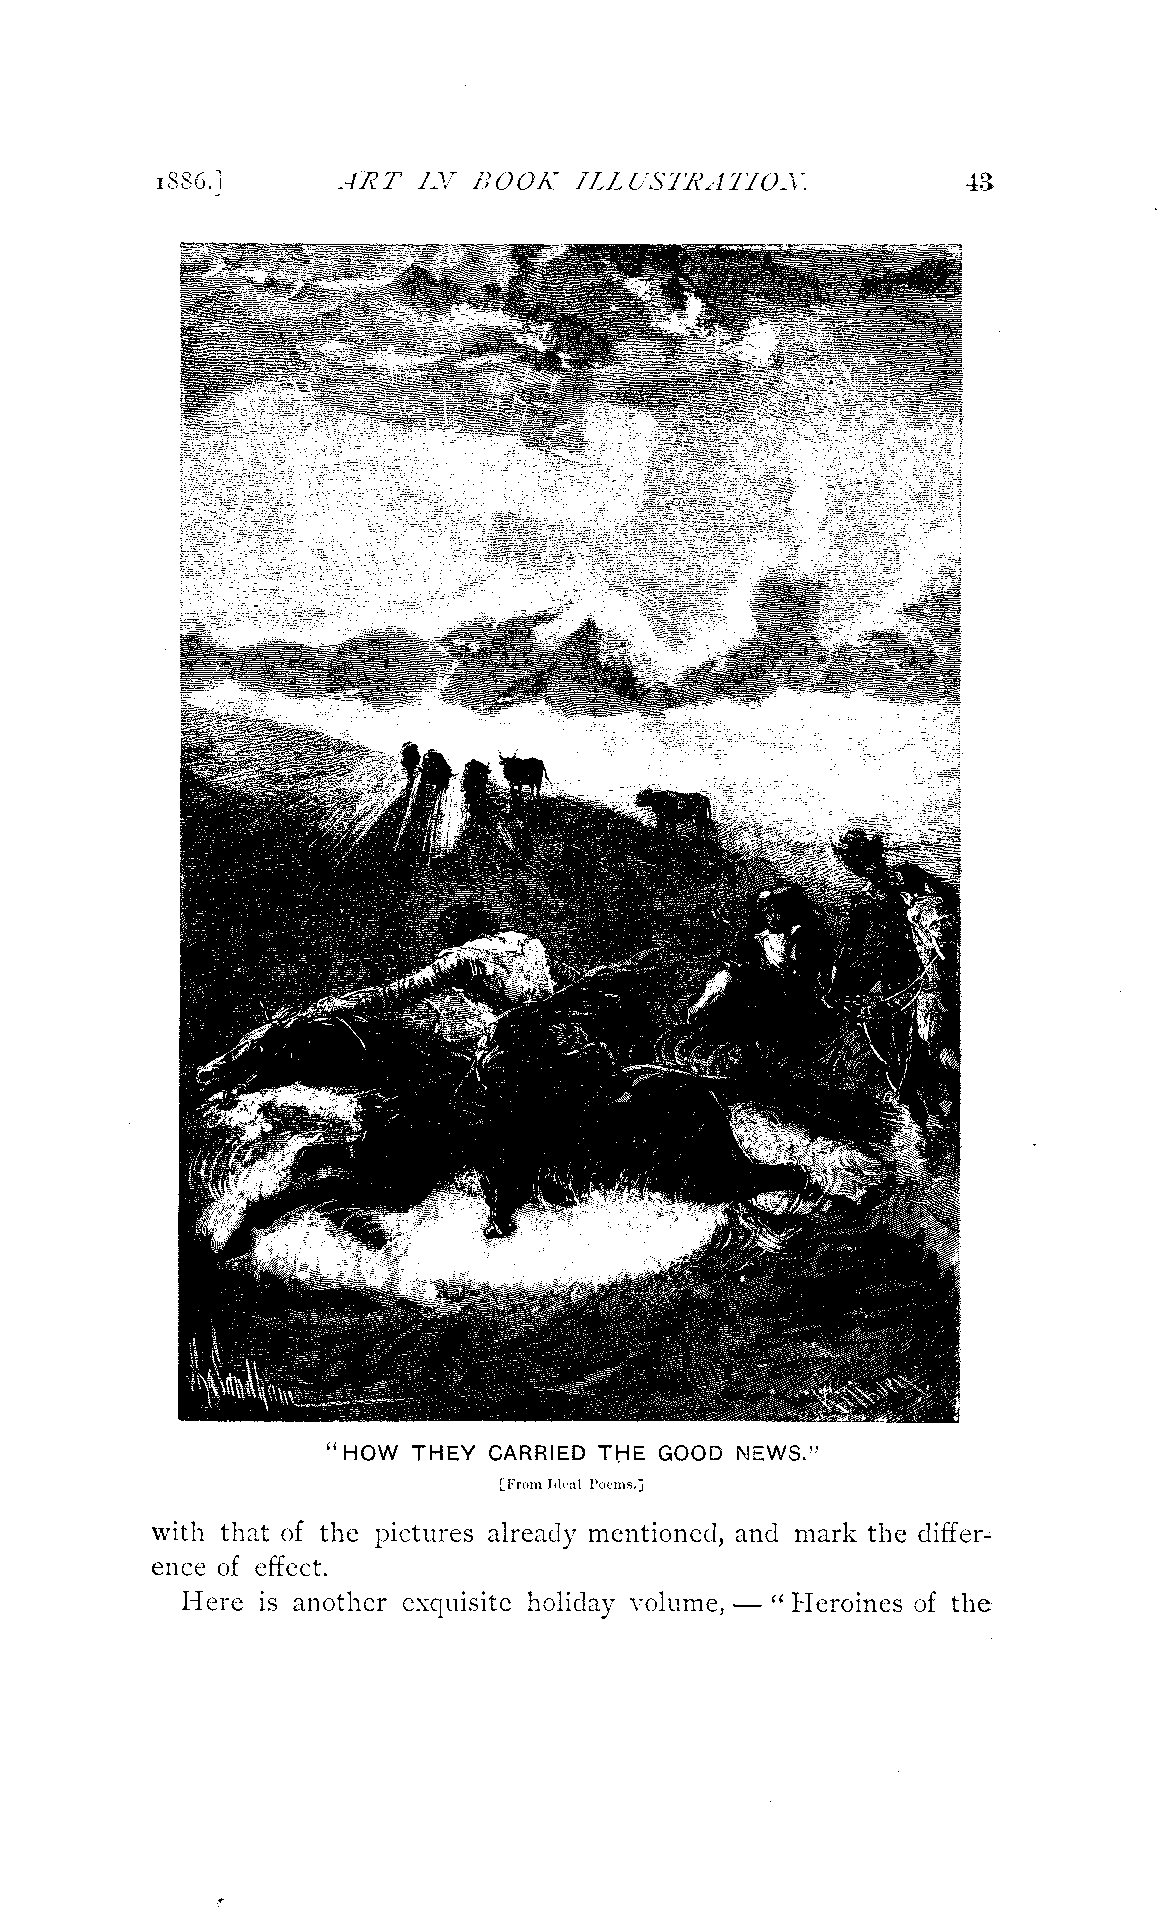 1886.] ART IN BOOK ILLUSTRATION. 43
"HOW THEY CARRIED THE GOOD NEWS."
[From Ideal Poems.]
with that of the pictures already mentioned, and mark the differ-
ence of effect.
Here is another exquisite holiday volume, — "Heroines of the